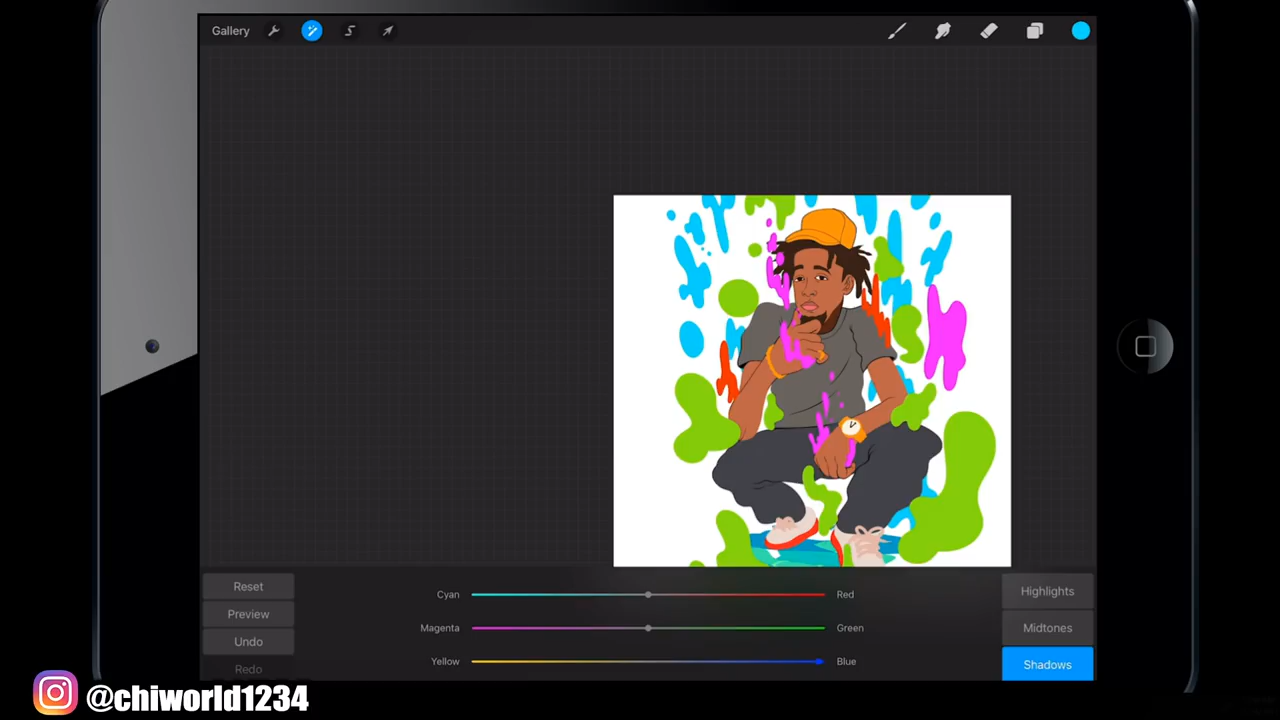 Gallery
Reset
Preview
Undo
Redo
Cyan
Red
Magenta
Green
Yellow
Blue
Highlights
Midtones
Shadows
@chiworld1234